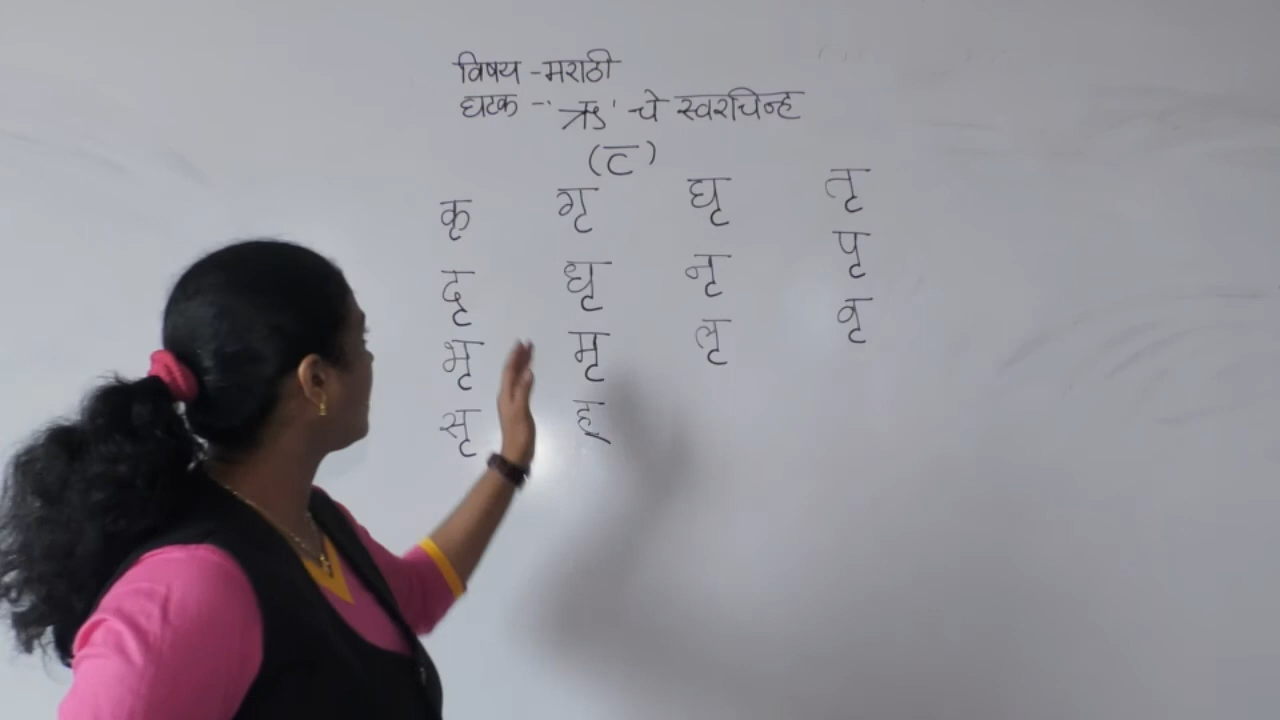 विषय - मराठी
घटक - 'ऋ' चे स्वरचिन्ह
( ृ )
कृ गृ घृ तृ
दृ धृ नृ पृ
भृ मृ लृ वृ
सृ हृ